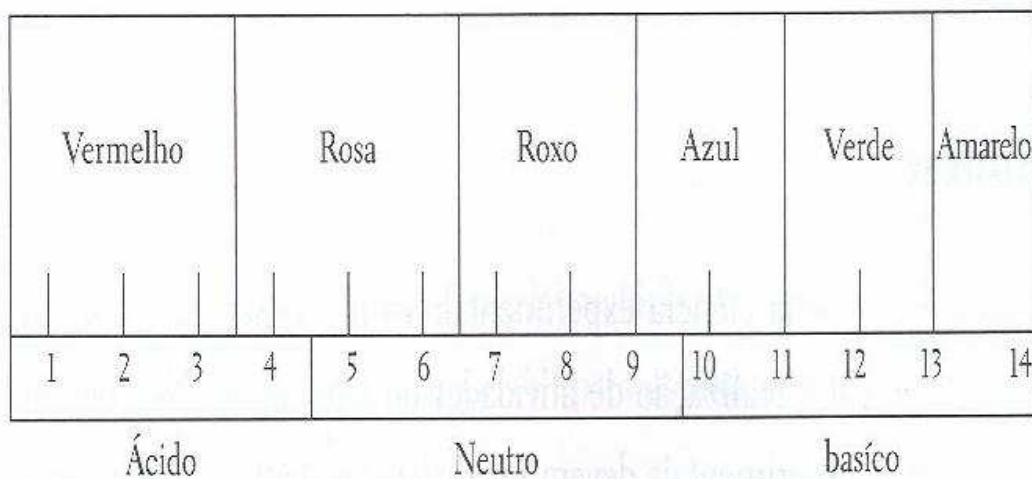 Vermelho Rosa Roxo Azul Verde Amarelo
1 2 3 4 5 6 7 8 9 10 11 12 13 14
Ácido Neutro basíco